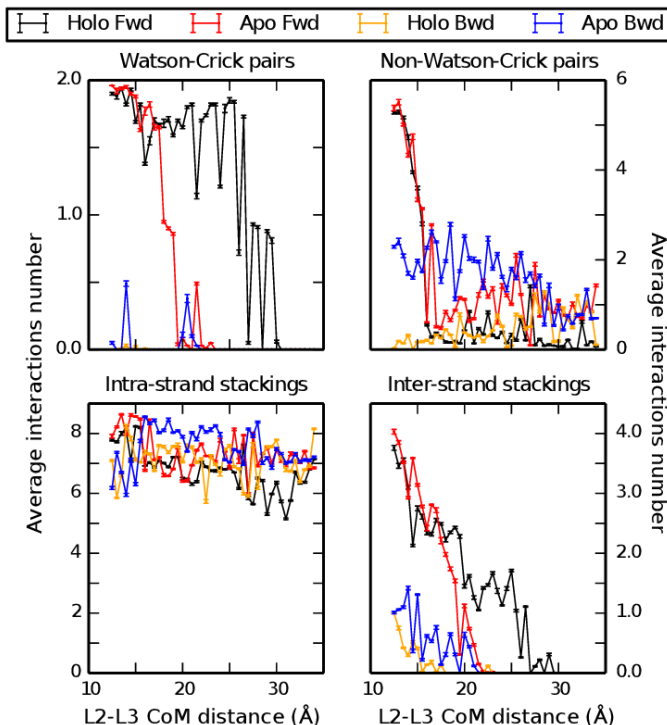 Holo Fwd Apo Fwd Holo Bwd Apo Bwd
Watson-Crick pairs Non-Watson-Crick pairs
2.0 6
4
1.0
2
0.0 0
Average interactions number
Average interactions number
Intra-strand stackings Inter-strand stackings
8 4.0
6 3.0
4 2.0
2 1.0
0 0.0
10 20 30 10 20 30
L2-L3 CoM distance (Å) L2-L3 CoM distance (Å)